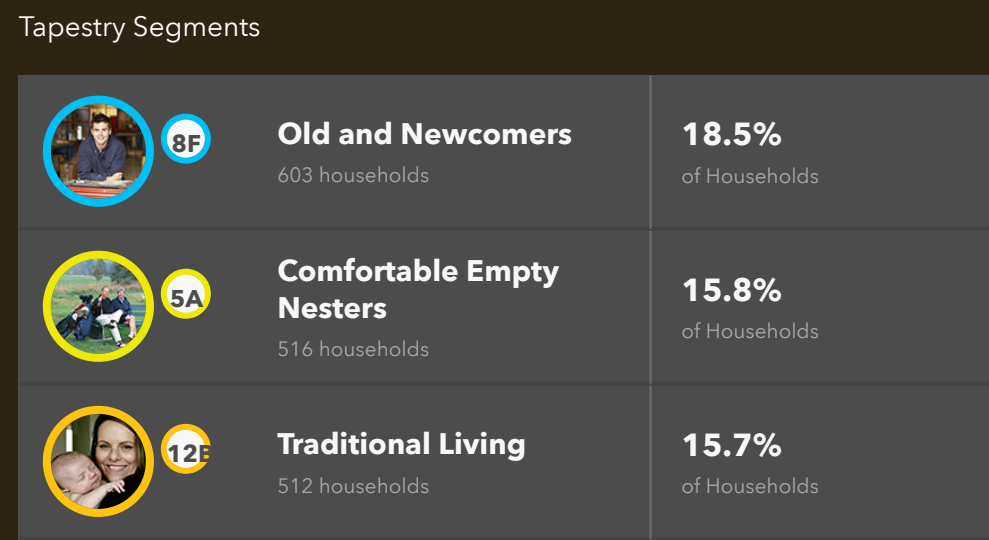 Tapestry Segments
8F
Old and Newcomers
603 households
18.5%
of Households
5A
Comfortable Empty
Nesters
516 households
15.8%
of Households
12B
Traditional Living
512 households
15.7%
of Households